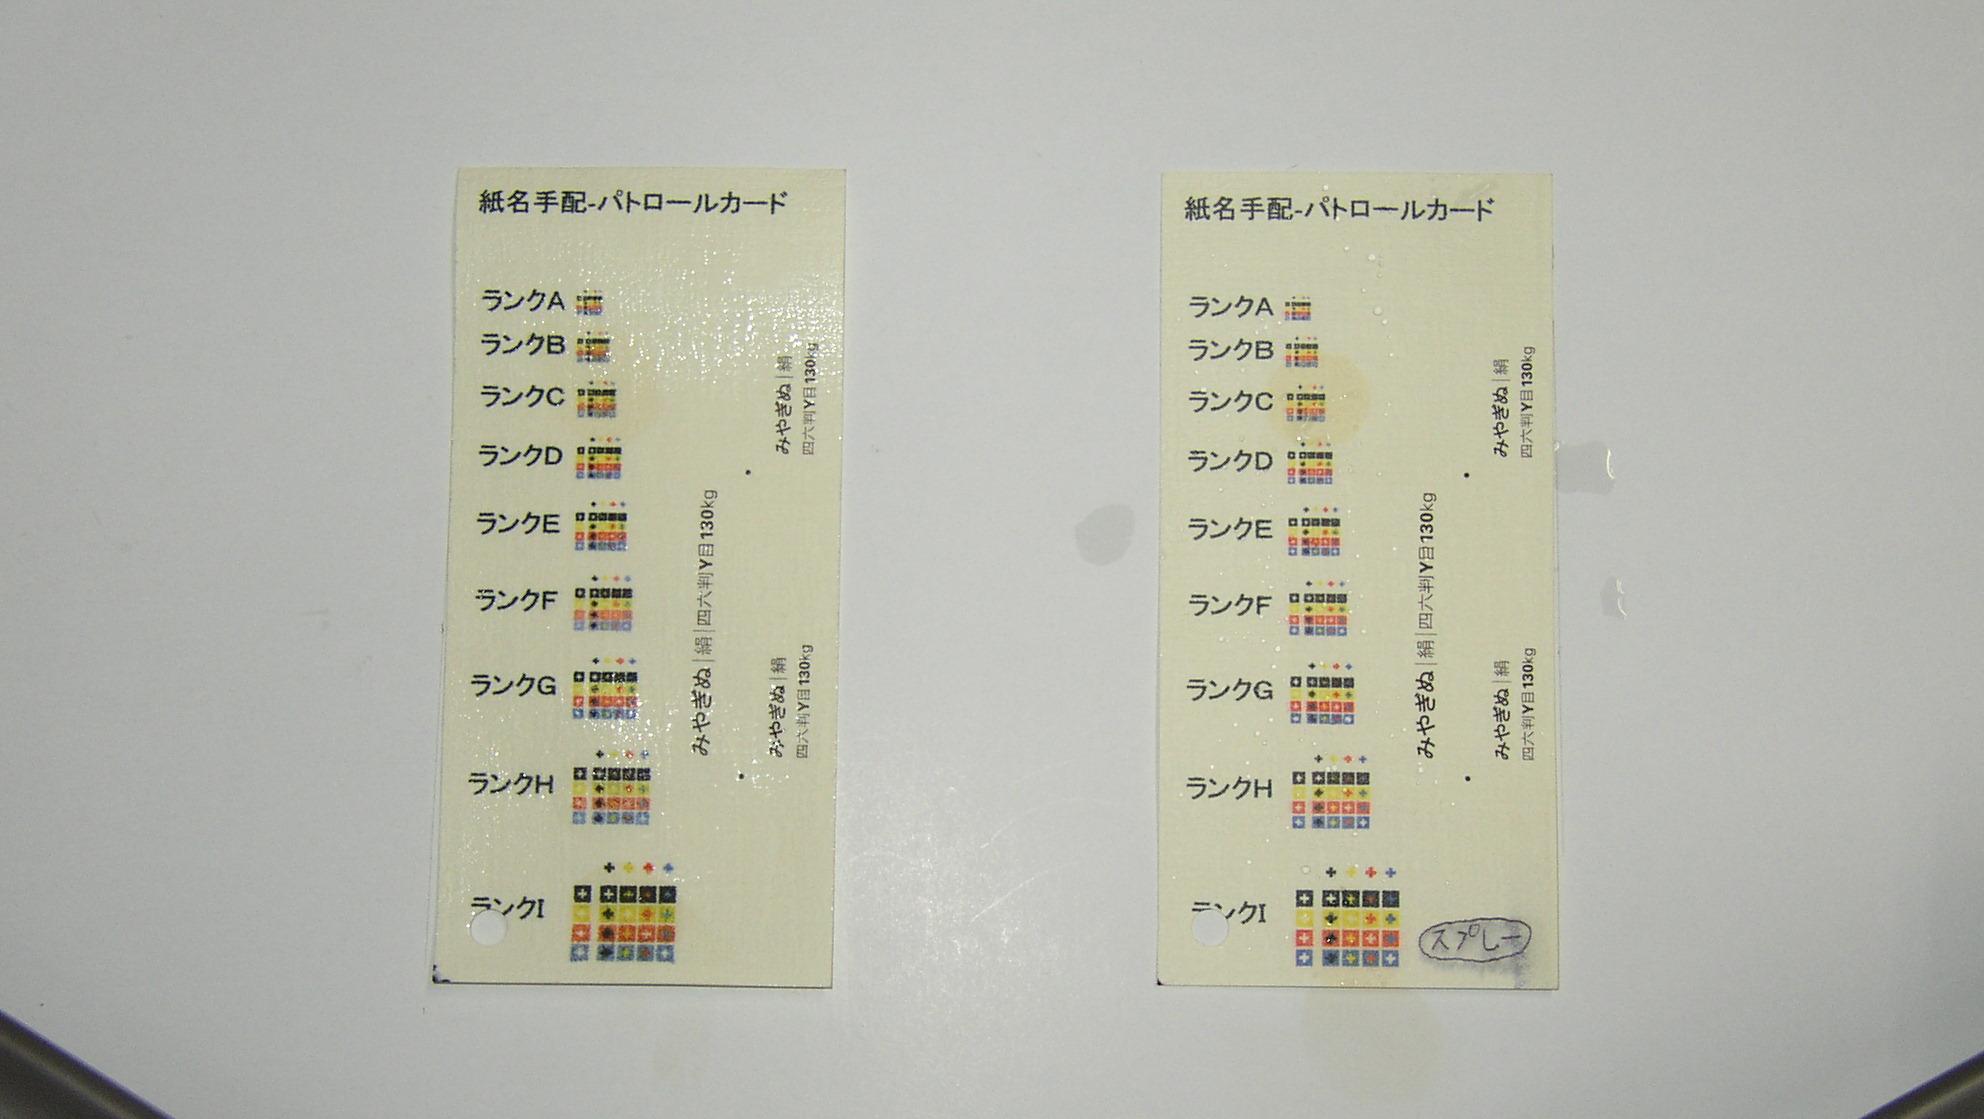 紙名手配-パトロールカード
ランクA
ランクB
ランクC
ランクD
ランクE
ランクF
ランクG
ランクH
ランクI
みやぎぬ|絹|四六判Y目130kg
みやぎぬ|絹
四六判Y目130kg
みやぎぬ|絹
四六判Y目130kg
紙名手配-パトロールカード
ランクA
ランクB
ランクC
ランクD
ランクE
ランクF
ランクG
ランクH
ランクI
みやぎぬ|絹|四六判Y目130kg
みやぎぬ|絹
四六判Y目130kg
みやぎぬ|絹
四六判Y目130kg
スプレー